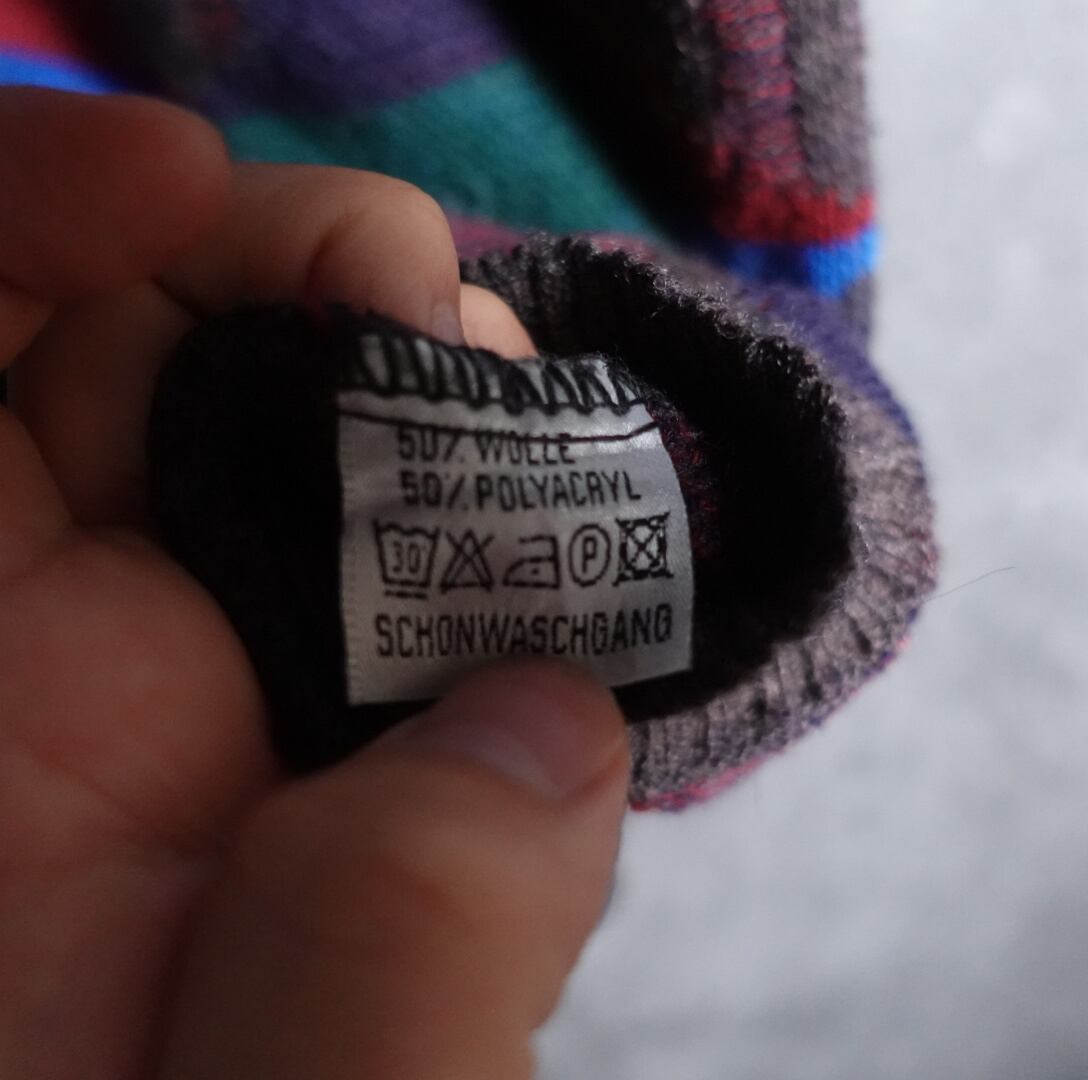 50% WOLLE
50% POLYACRYL
30 P
SCHONWASCHGANG